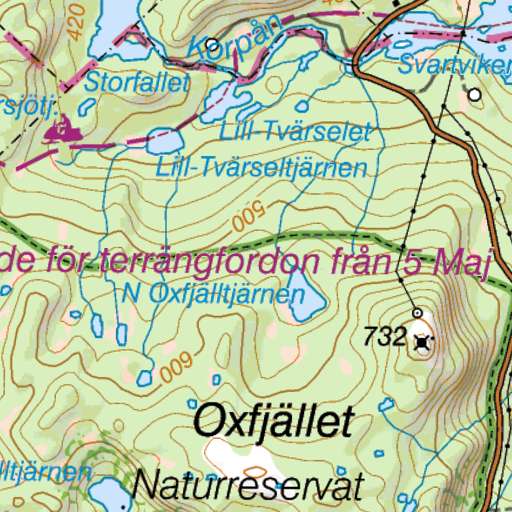 420
Korpån
Svartviken
Storfallet
rsjötj.
Lill-Tvärselet
Lill-Tvärseltjärnen
500
de för terrängfordon från 5 Maj
N Oxfjälltjärnen
732
600
Oxfjället
lltjärnen
Naturreservat